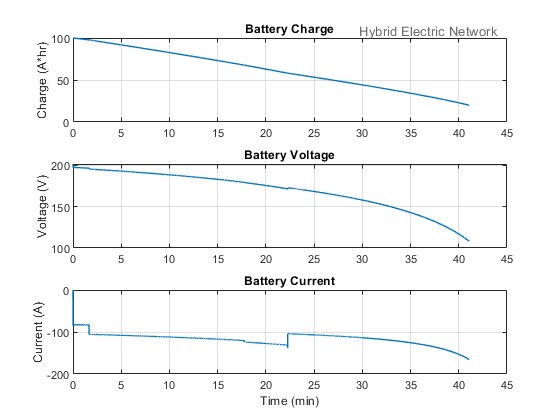 Battery Charge
Hybrid Electric Network
Charge (A*hr)
100
50
0
0 5 10 15 20 25 30 35 40 45
Battery Voltage
Voltage (V)
200
150
100
0 5 10 15 20 25 30 35 40 45
Battery Current
Current (A)
0
-100
-200
0 5 10 15 20 25 30 35 40 45
Time (min)